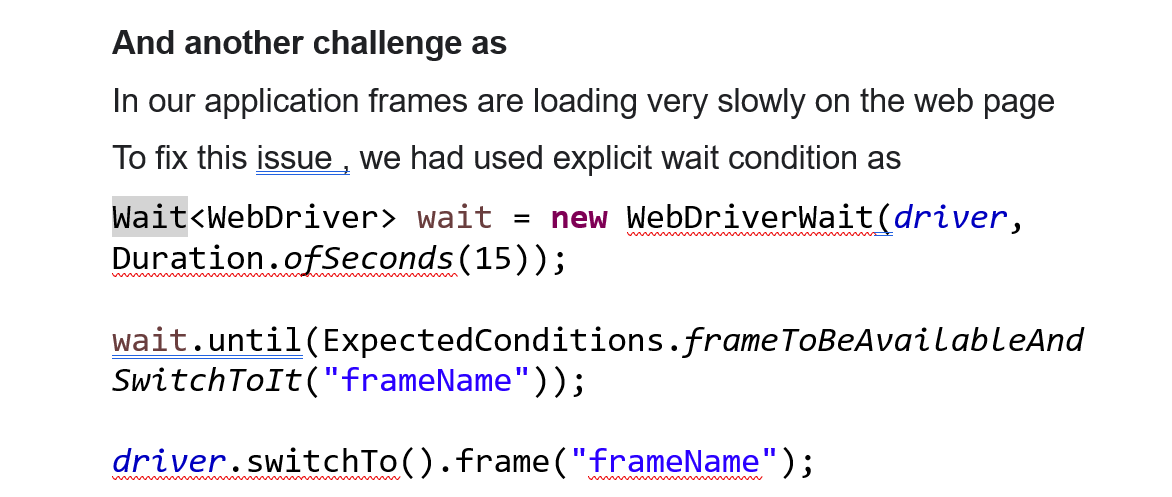 And another challenge as
In our application frames are loading very slowly on the web page
To fix this issue , we had used explicit wait condition as
Wait<WebDriver> wait = new WebDriverWait(driver,
Duration.ofSeconds(15));
wait.until(ExpectedConditions.frameToBeAvailableAnd
SwitchToIt("frameName"));
driver.switchTo().frame("frameName");